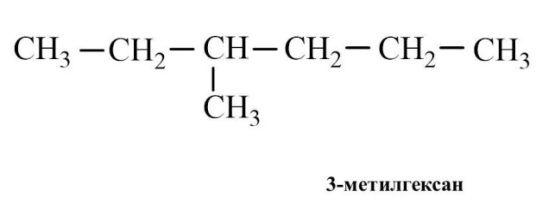 CH₃ — CH₂ — CH — CH₂ — CH₂ — CH₃
CH₃
3-метилгексан